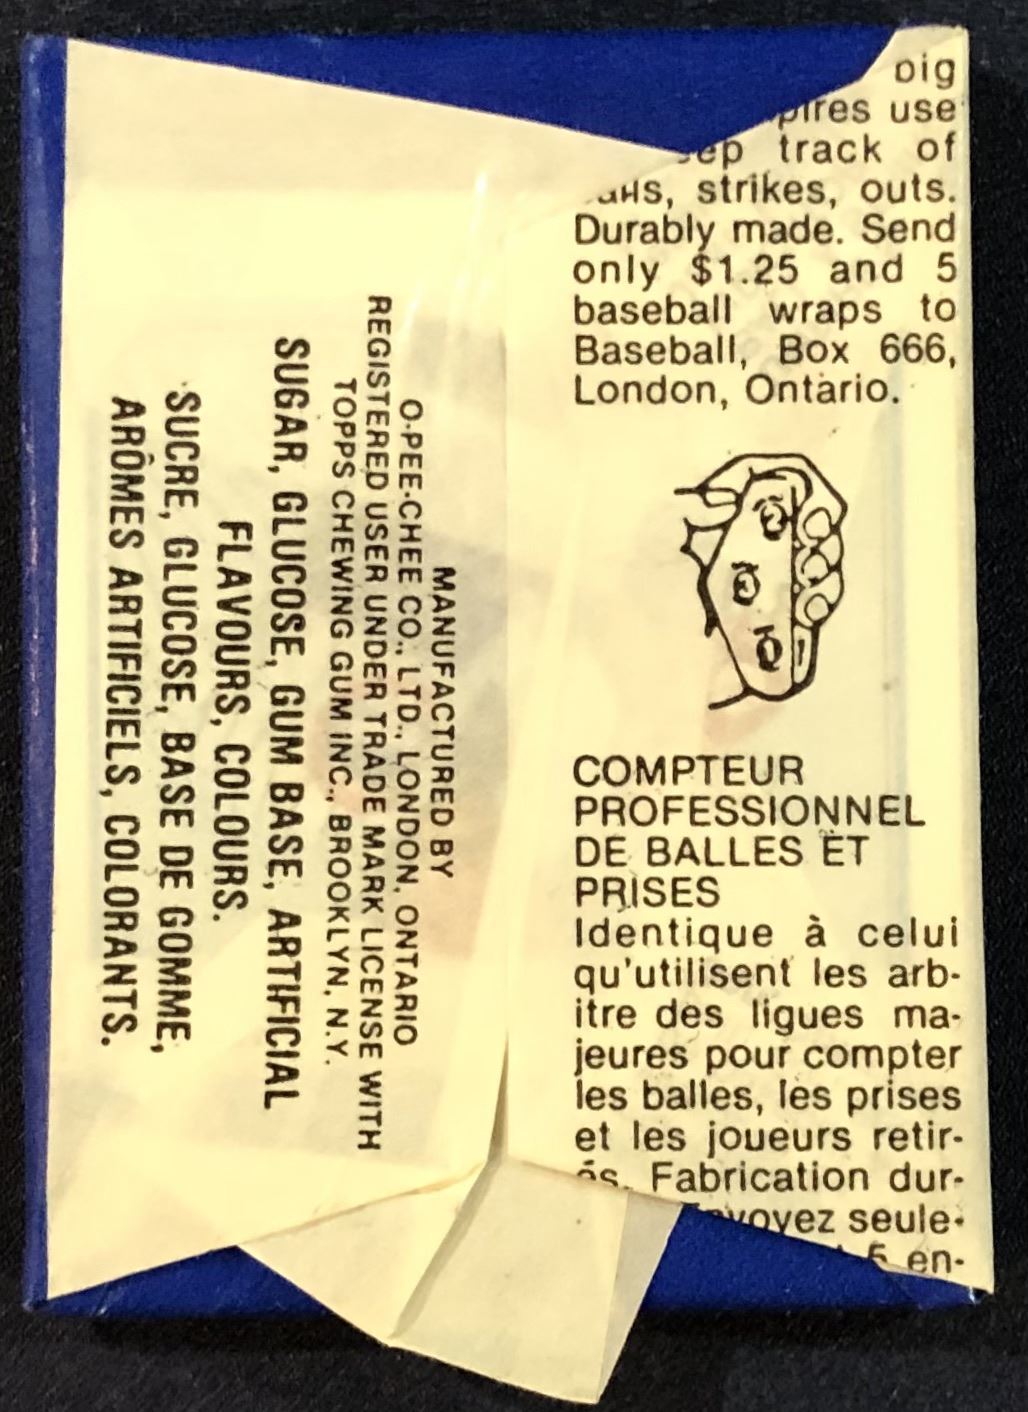 big
use
track of
strikes, outs.
Durably made. Send
only $1.25 and 5
baseball wraps to
Baseball, Box 666,
London, Ontario.
COMPTEUR
PROFESSIONNEL
DE BALLES ET
PRISES
Identique à celui
qu'utilisent les arb-
itre des ligues ma-
jeures pour compter
les balles, les prises
et les joueurs retir-
és. Fabrication dur-
seule-
5 en-
MANUFACTURED BY
O-PEE-CHEE CO., LTD., LONDON, ONTARIO
REGISTERED USER UNDER TRADE MARK LICENSE WITH
TOPPS CHEWING GUM INC., BROOKLYN, N.Y.
SUGAR, GLUCOSE, GUM BASE, ARTIFICIAL
FLAVOURS, COLOURS.
SUCRE, GLUCOSE, BASE DE GOMME,
ARÔMES ARTIFICIELS, COLORANTS.